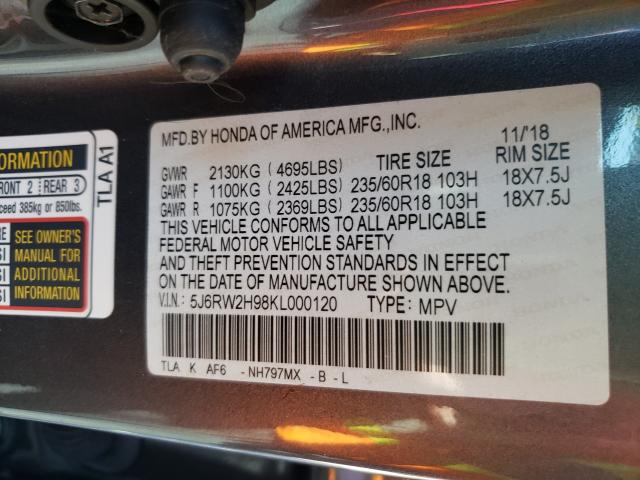 ORMATION
FRONT 2 REAR 3
ceed 385kg or 850lbs.
SEE OWNER'S
MANUAL FOR
ADDITIONAL
INFORMATION
TLA A1
MFD.BY HONDA OF AMERICA MFG.,INC. 11/'18
GVWR 2130KG (4695LBS) TIRE SIZE RIM SIZE
GAWR F 1100KG (2425LBS) 235/60R18 103H 18X7.5J
GAWR R 1075KG (2369LBS) 235/60R18 103H 18X7.5J
THIS VEHICLE CONFORMS TO ALL APPLICABLE
FEDERAL MOTOR VEHICLE SAFETY
AND THEFT PREVENTION STANDARDS IN EFFECT
ON THE DATE OF MANUFACTURE SHOWN ABOVE.
V.I.N.: 5J6RW2H98KL000120 TYPE: MPV
TLA K AF6 -NH797MX -B -L